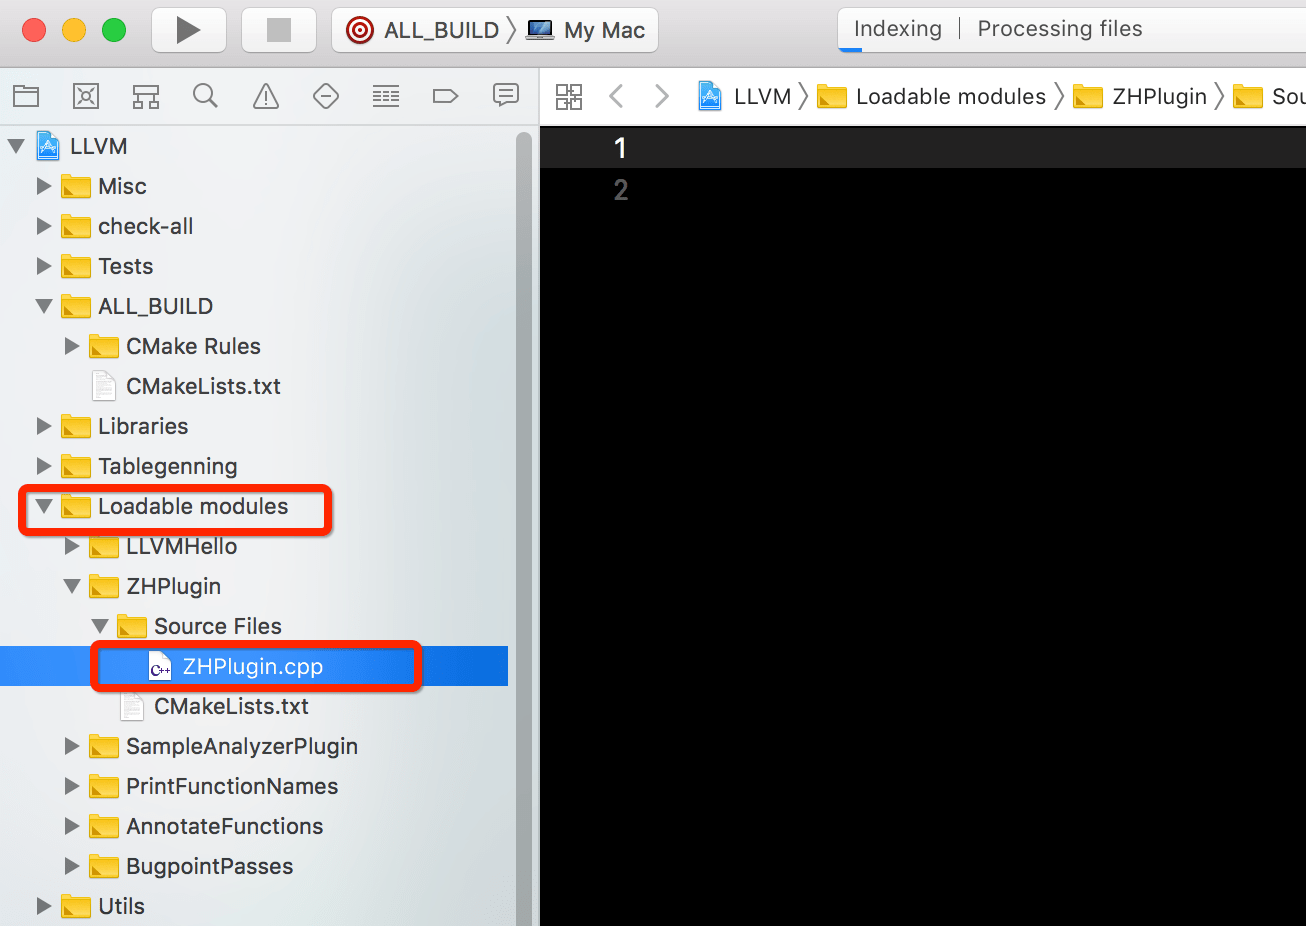 ALL_BUILD My Mac
Indexing | Processing files
LLVM Loadable modules ZHPlugin Sou
LLVM
Misc
check-all
Tests
ALL_BUILD
CMake Rules
CMakeLists.txt
Libraries
Tablegenning
Loadable modules
LLVMHello
ZHPlugin
Source Files
C++ ZHPlugin.cpp
CMakeLists.txt
SampleAnalyzerPlugin
PrintFunctionNames
AnnotateFunctions
BugpointPasses
Utils
1
2